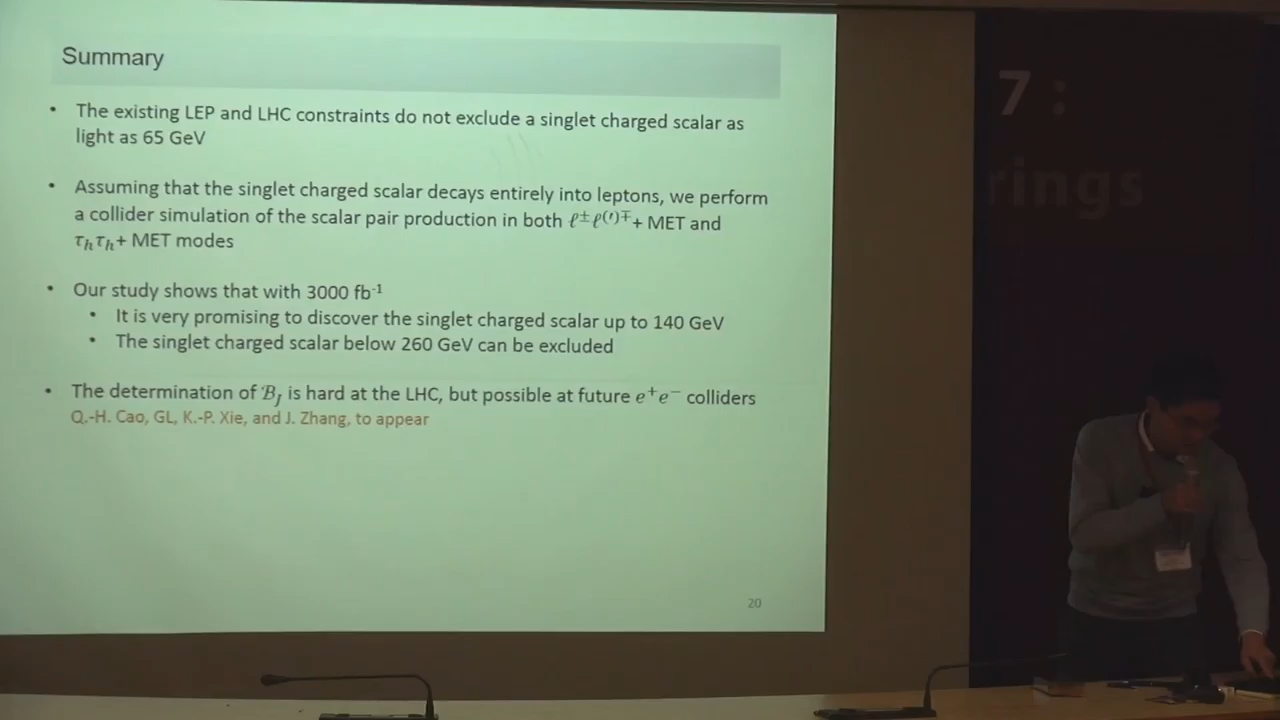 Summary
• The existing LEP and LHC constraints do not exclude a singlet charged scalar as
light as 65 GeV
• Assuming that the singlet charged scalar decays entirely into leptons, we perform
a collider simulation of the scalar pair production in both ℓ±ℓ(′)∓+ MET and
τₕτₕ+ MET modes
• Our study shows that with 3000 fb⁻¹
• It is very promising to discover the singlet charged scalar up to 140 GeV
• The singlet charged scalar below 260 GeV can be excluded
• The determination of ℬⱼ is hard at the LHC, but possible at future e⁺e⁻ colliders
Q.-H. Cao, GL, K.-P. Xie, and J. Zhang, to appear
20
7 :
rings